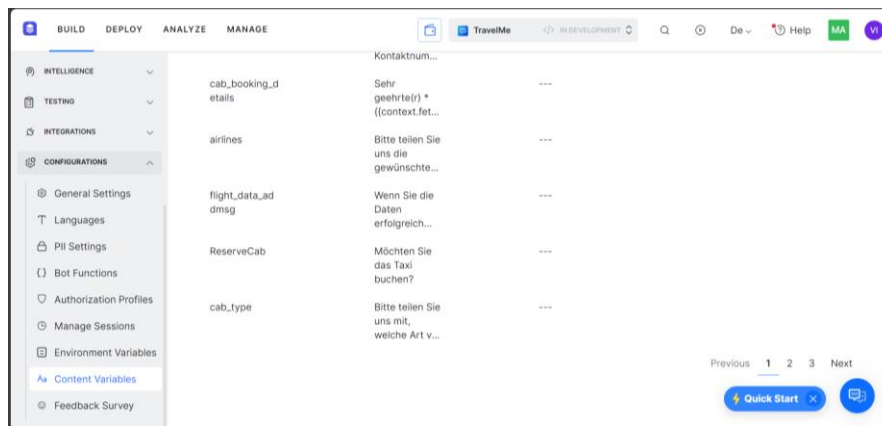 BUILD DEPLOY ANALYZE MANAGE TravelMe </> IN DEVELOPMENT De Help MA VI
INTELLIGENCE
TESTING
INTEGRATIONS
CONFIGURATIONS
General Settings
Languages
PII Settings
Bot Functions
Authorization Profiles
Manage Sessions
Environment Variables
Content Variables
Feedback Survey
Kontaktnum...
cab_booking_d
etails
Sehr
geehrte(r) *
{{context.fet...
---
airlines
Bitte teilen Sie
uns die
gewünschte...
---
flight_data_ad
dmsg
Wenn Sie die
Daten
erfolgreich...
---
ReserveCab
Möchten Sie
das Taxi
buchen?
---
cab_type
Bitte teilen Sie
uns mit,
welche Art v...
---
Previous 1 2 3 Next
Quick Start